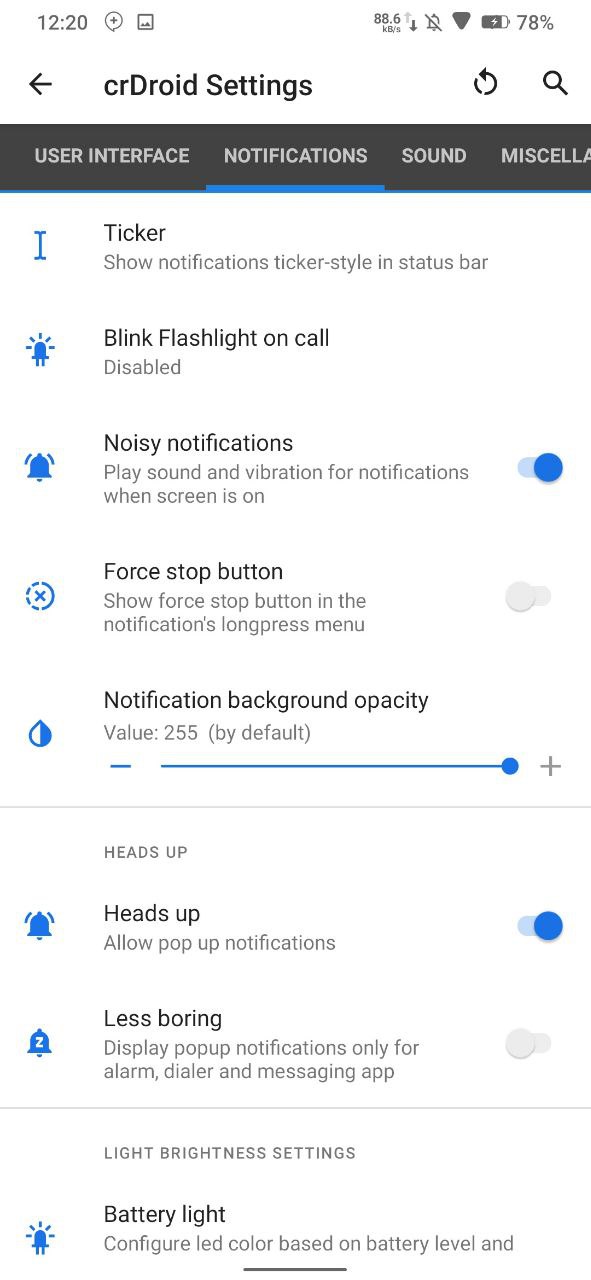 12:20 88.6 kB/s 78%
crDroid Settings
USER INTERFACE NOTIFICATIONS SOUND MISCELLA
Ticker
Show notifications ticker-style in status bar
Blink Flashlight on call
Disabled
Noisy notifications
Play sound and vibration for notifications
when screen is on
Force stop button
Show force stop button in the
notification's longpress menu
Notification background opacity
Value: 255 (by default)
HEADS UP
Heads up
Allow pop up notifications
Less boring
Display popup notifications only for
alarm, dialer and messaging app
LIGHT BRIGHTNESS SETTINGS
Battery light
Configure led color based on battery level and